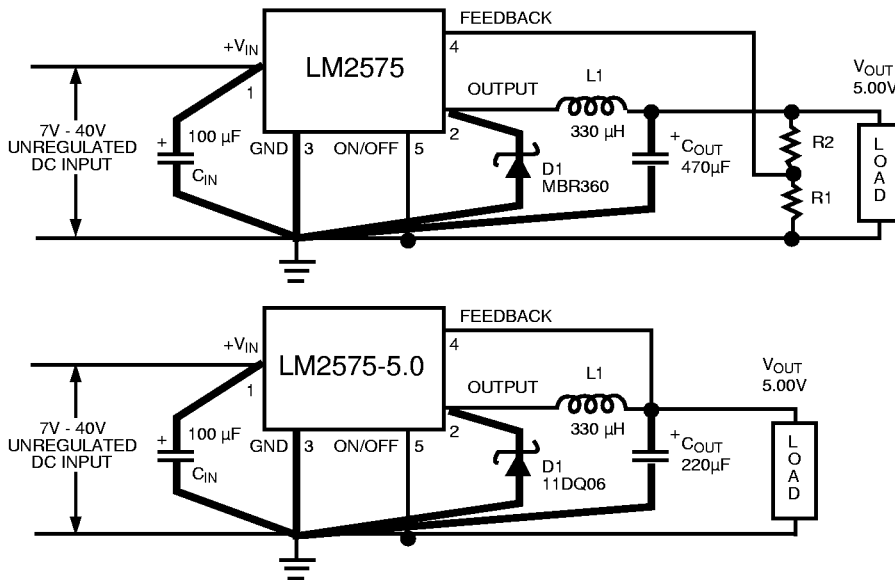 FEEDBACK
+VIN
4
LM2575
1
OUTPUT
L1
VOUT
5.00V
7V - 40V
UNREGULATED
DC INPUT
+
100 µF
CIN
GND
3
ON/OFF
5
2
330 µH
D1
MBR360
+
COUT
470µF
R2
R1
LOAD
FEEDBACK
+VIN
4
LM2575-5.0
1
OUTPUT
L1
VOUT
5.00V
7V - 40V
UNREGULATED
DC INPUT
+
100 µF
CIN
GND
3
ON/OFF
5
2
330 µH
D1
11DQ06
+
COUT
220µF
LOAD